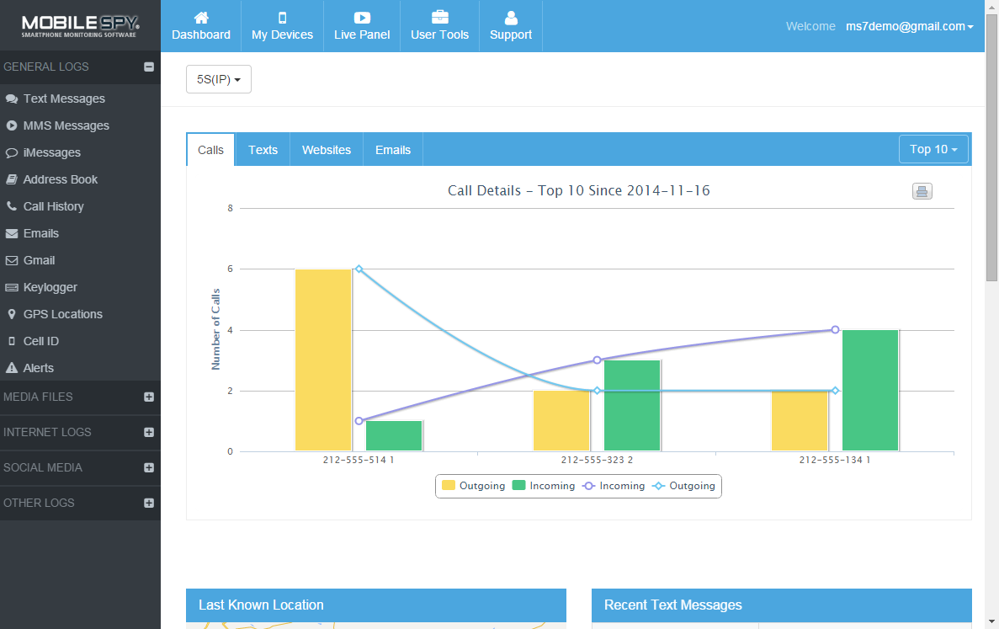 MOBILE SPY®
SMARTPHONE MONITORING SOFTWARE
Dashboard
My Devices
Live Panel
User Tools
Support
Welcome ms7demo@gmail.com
GENERAL LOGS
Text Messages
MMS Messages
iMessages
Address Book
Call History
Emails
Gmail
Keylogger
GPS Locations
Cell ID
Alerts
MEDIA FILES
INTERNET LOGS
SOCIAL MEDIA
OTHER LOGS
5S(IP)
Calls Texts Websites Emails Top 10
Call Details - Top 10 Since 2014-11-16
Number of Calls
8
6
4
2
0
212-555-514 1 212-555-323 2 212-555-134 1
Outgoing Incoming Incoming Outgoing
Last Known Location
Recent Text Messages